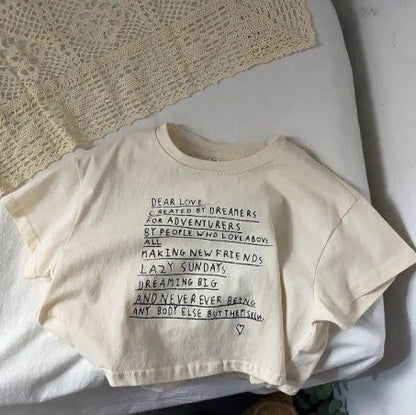 DEAR LOVE
CREATED BY DREAMERS
FOR ADVENTURERS
BY PEOPLE WHO LOVE ABOVE
ALL
MAKING NEW FRIENDS
LAZY SUNDAYS
DREAMING BIG
AND NEVER EVER BEING
ANY BODY ELSE BUT THEMSELVES